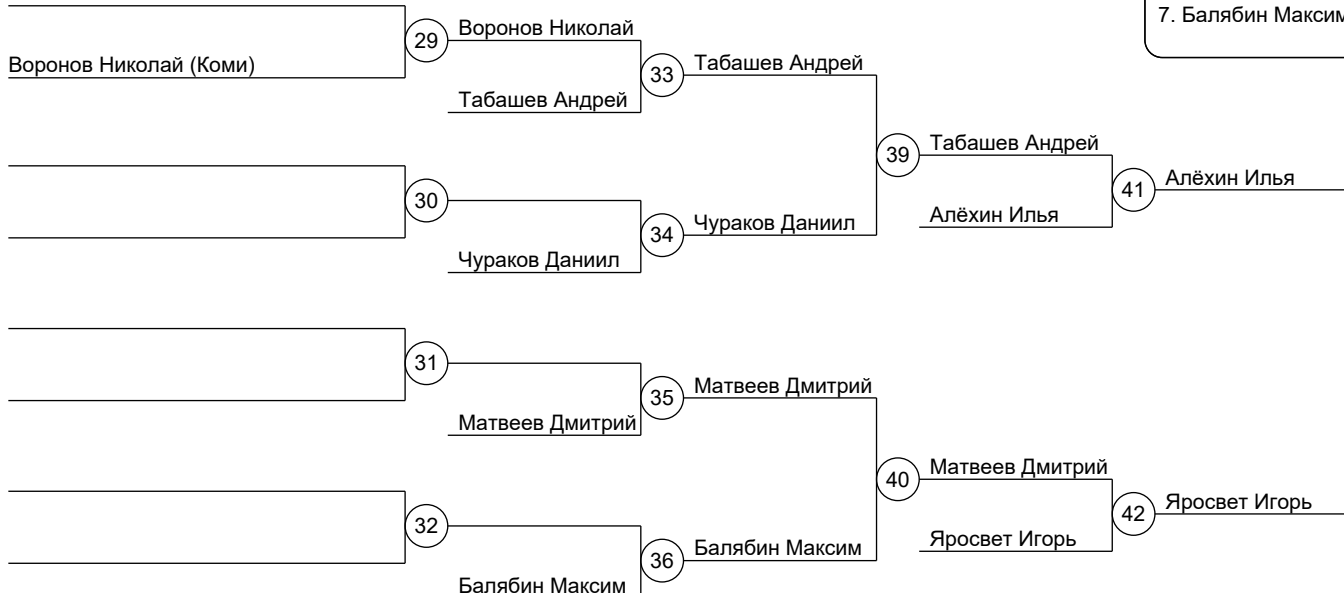 7. Балябин Максим
29
Воронов Николай
Воронов Николай (Коми)
33
Табашев Андрей
Табашев Андрей
39
Табашев Андрей
30
41
Алёхин Илья
34
Чураков Даниил
Алёхин Илья
Чураков Даниил
31
35
Матвеев Дмитрий
Матвеев Дмитрий
40
Матвеев Дмитрий
32
42
Яросвет Игорь
36
Балябин Максим
Яросвет Игорь
Балябин Максим